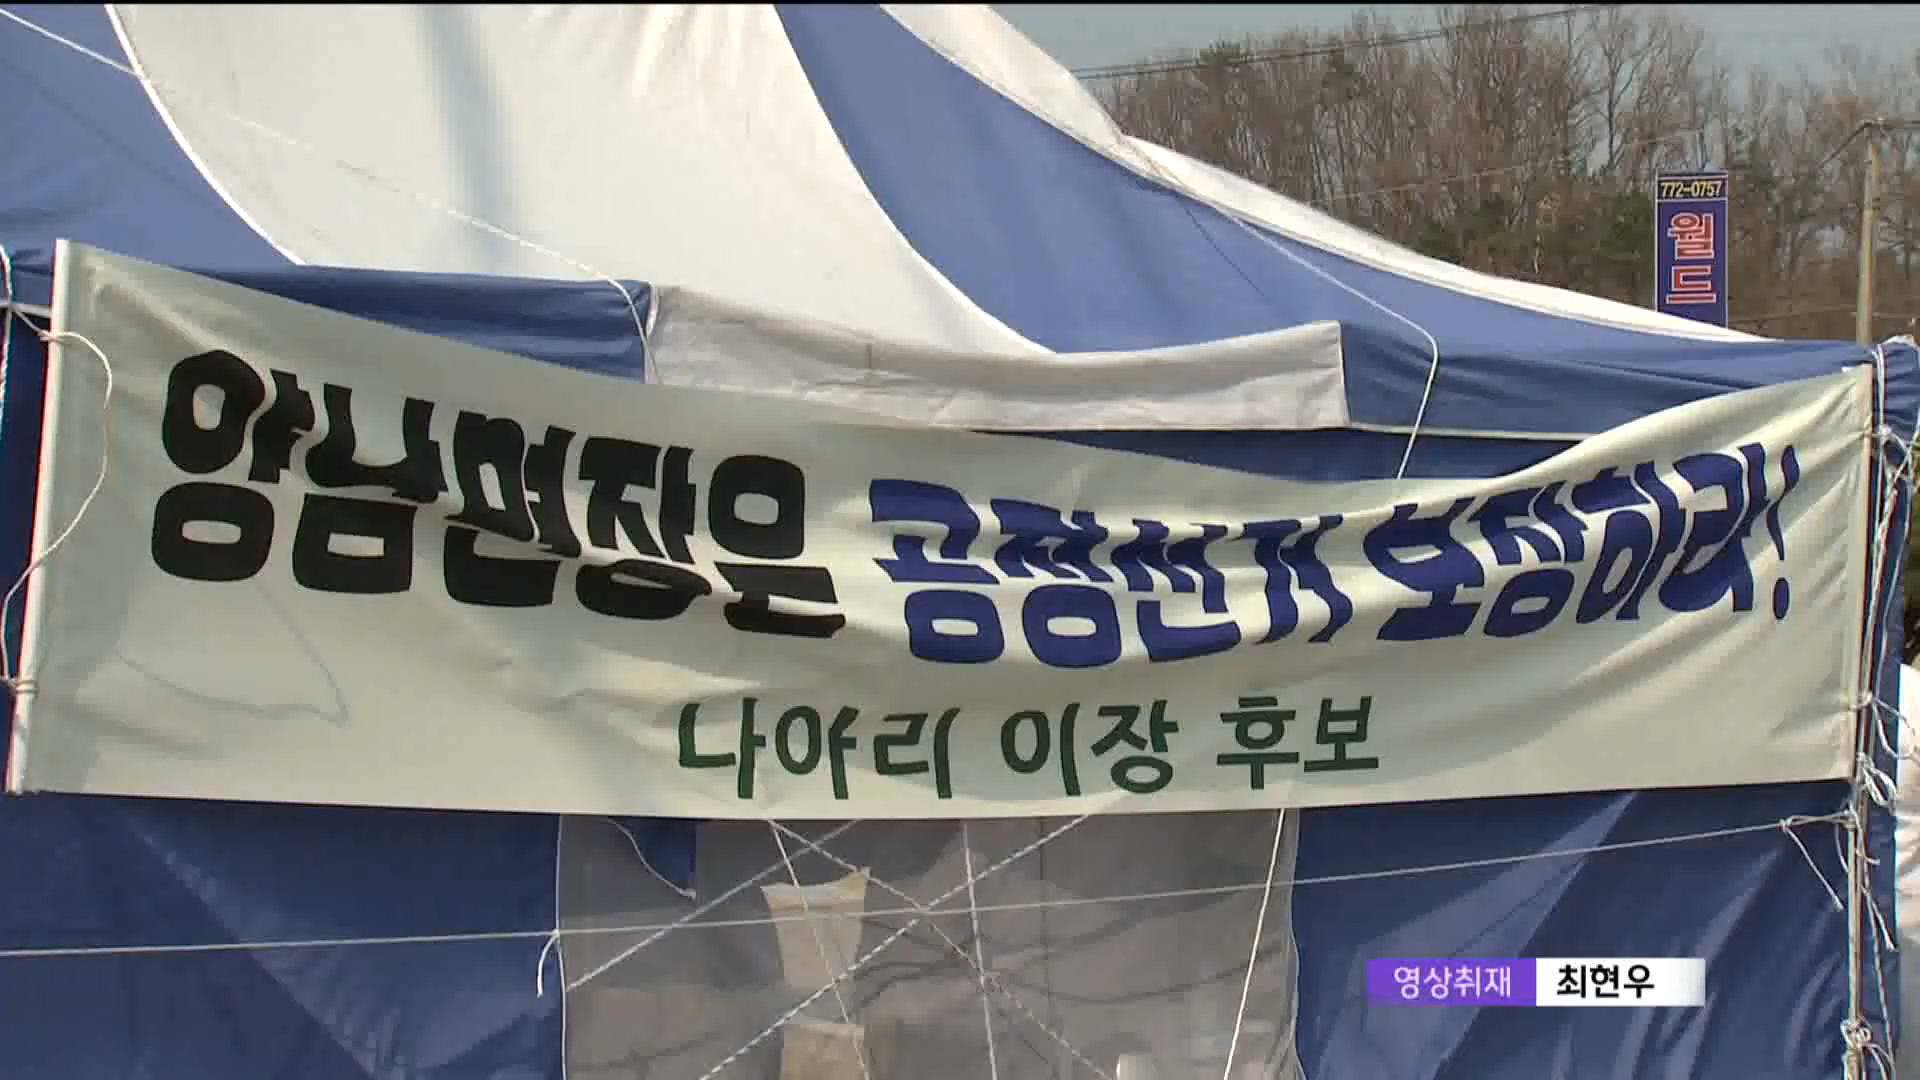 772-0757
월드
양남면장은 공정선거 보장하라!
나아리 이장 후보
영상취재 최현우